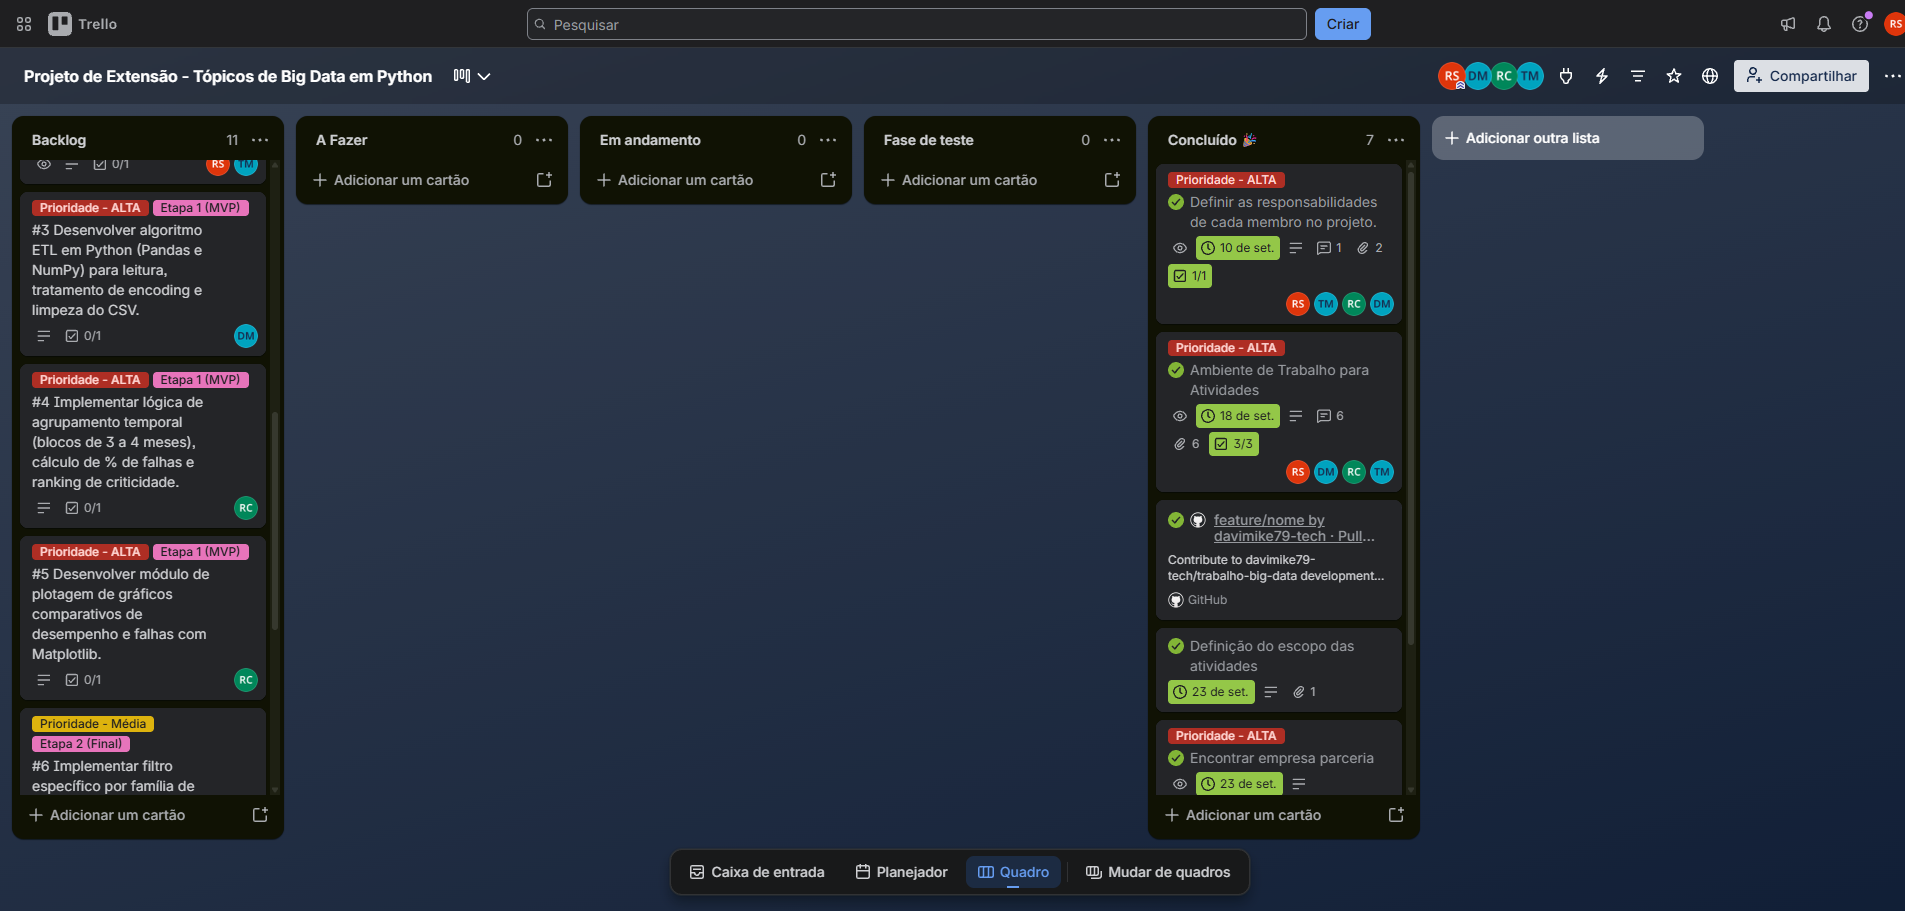 Trello
Pesquisar
Criar
RS
Projeto de Extensão - Tópicos de Big Data em Python
RS DM RC TM
Compartilhar
Backlog 11
0/1 RS TM
Prioridade - ALTA Etapa 1 (MVP)
#3 Desenvolver algoritmo
ETL em Python (Pandas e
NumPy) para leitura,
tratamento de encoding e
limpeza do CSV.
0/1 DM
Prioridade - ALTA Etapa 1 (MVP)
#4 Implementar lógica de
agrupamento temporal
(blocos de 3 a 4 meses),
cálculo de % de falhas e
ranking de criticidade.
0/1 RC
Prioridade - ALTA Etapa 1 (MVP)
#5 Desenvolver módulo de
plotagem de gráficos
comparativos de
desempenho e falhas com
Matplotlib.
0/1 RC
Prioridade - Média
Etapa 2 (Final)
#6 Implementar filtro
específico por família de
Adicionar um cartão
A Fazer 0
Adicionar um cartão
Em andamento 0
Adicionar um cartão
Fase de teste 0
Adicionar um cartão
Concluído 🎉 7
Prioridade - ALTA
Definir as responsabilidades
de cada membro no projeto.
10 de set. 1 2
1/1
RS TM RC DM
Prioridade - ALTA
Ambiente de Trabalho para
Atividades
18 de set. 6
6 3/3
RS DM RC TM
feature/nome by
davimike79-tech · Pull...
Contribute to davimike79-
tech/trabalho-big-data development...
GitHub
Definição do escopo das
atividades
23 de set. 1
Prioridade - ALTA
Encontrar empresa parceria
23 de set.
Adicionar um cartão
Adicionar outra lista
Caixa de entrada
Planejador
Quadro
Mudar de quadros